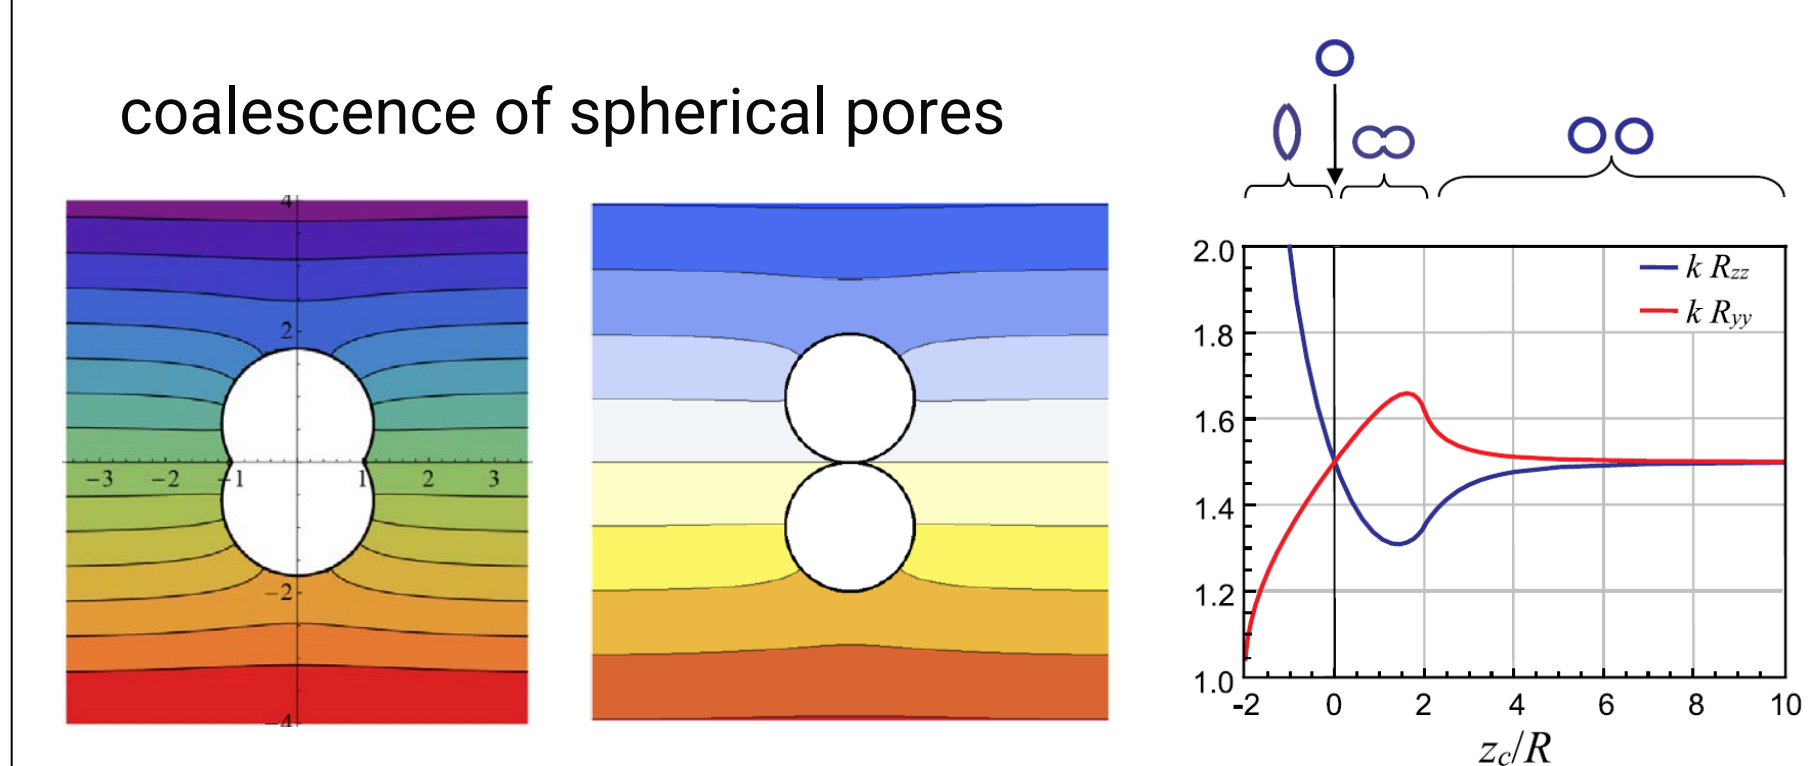 coalescence of spherical pores
4
2
−3 −2 −1 1 2 3
−2
−4
2.0
1.8
1.6
1.4
1.2
1.0
k Rzz
k Ryy
-2 0 2 4 6 8 10
zc/R